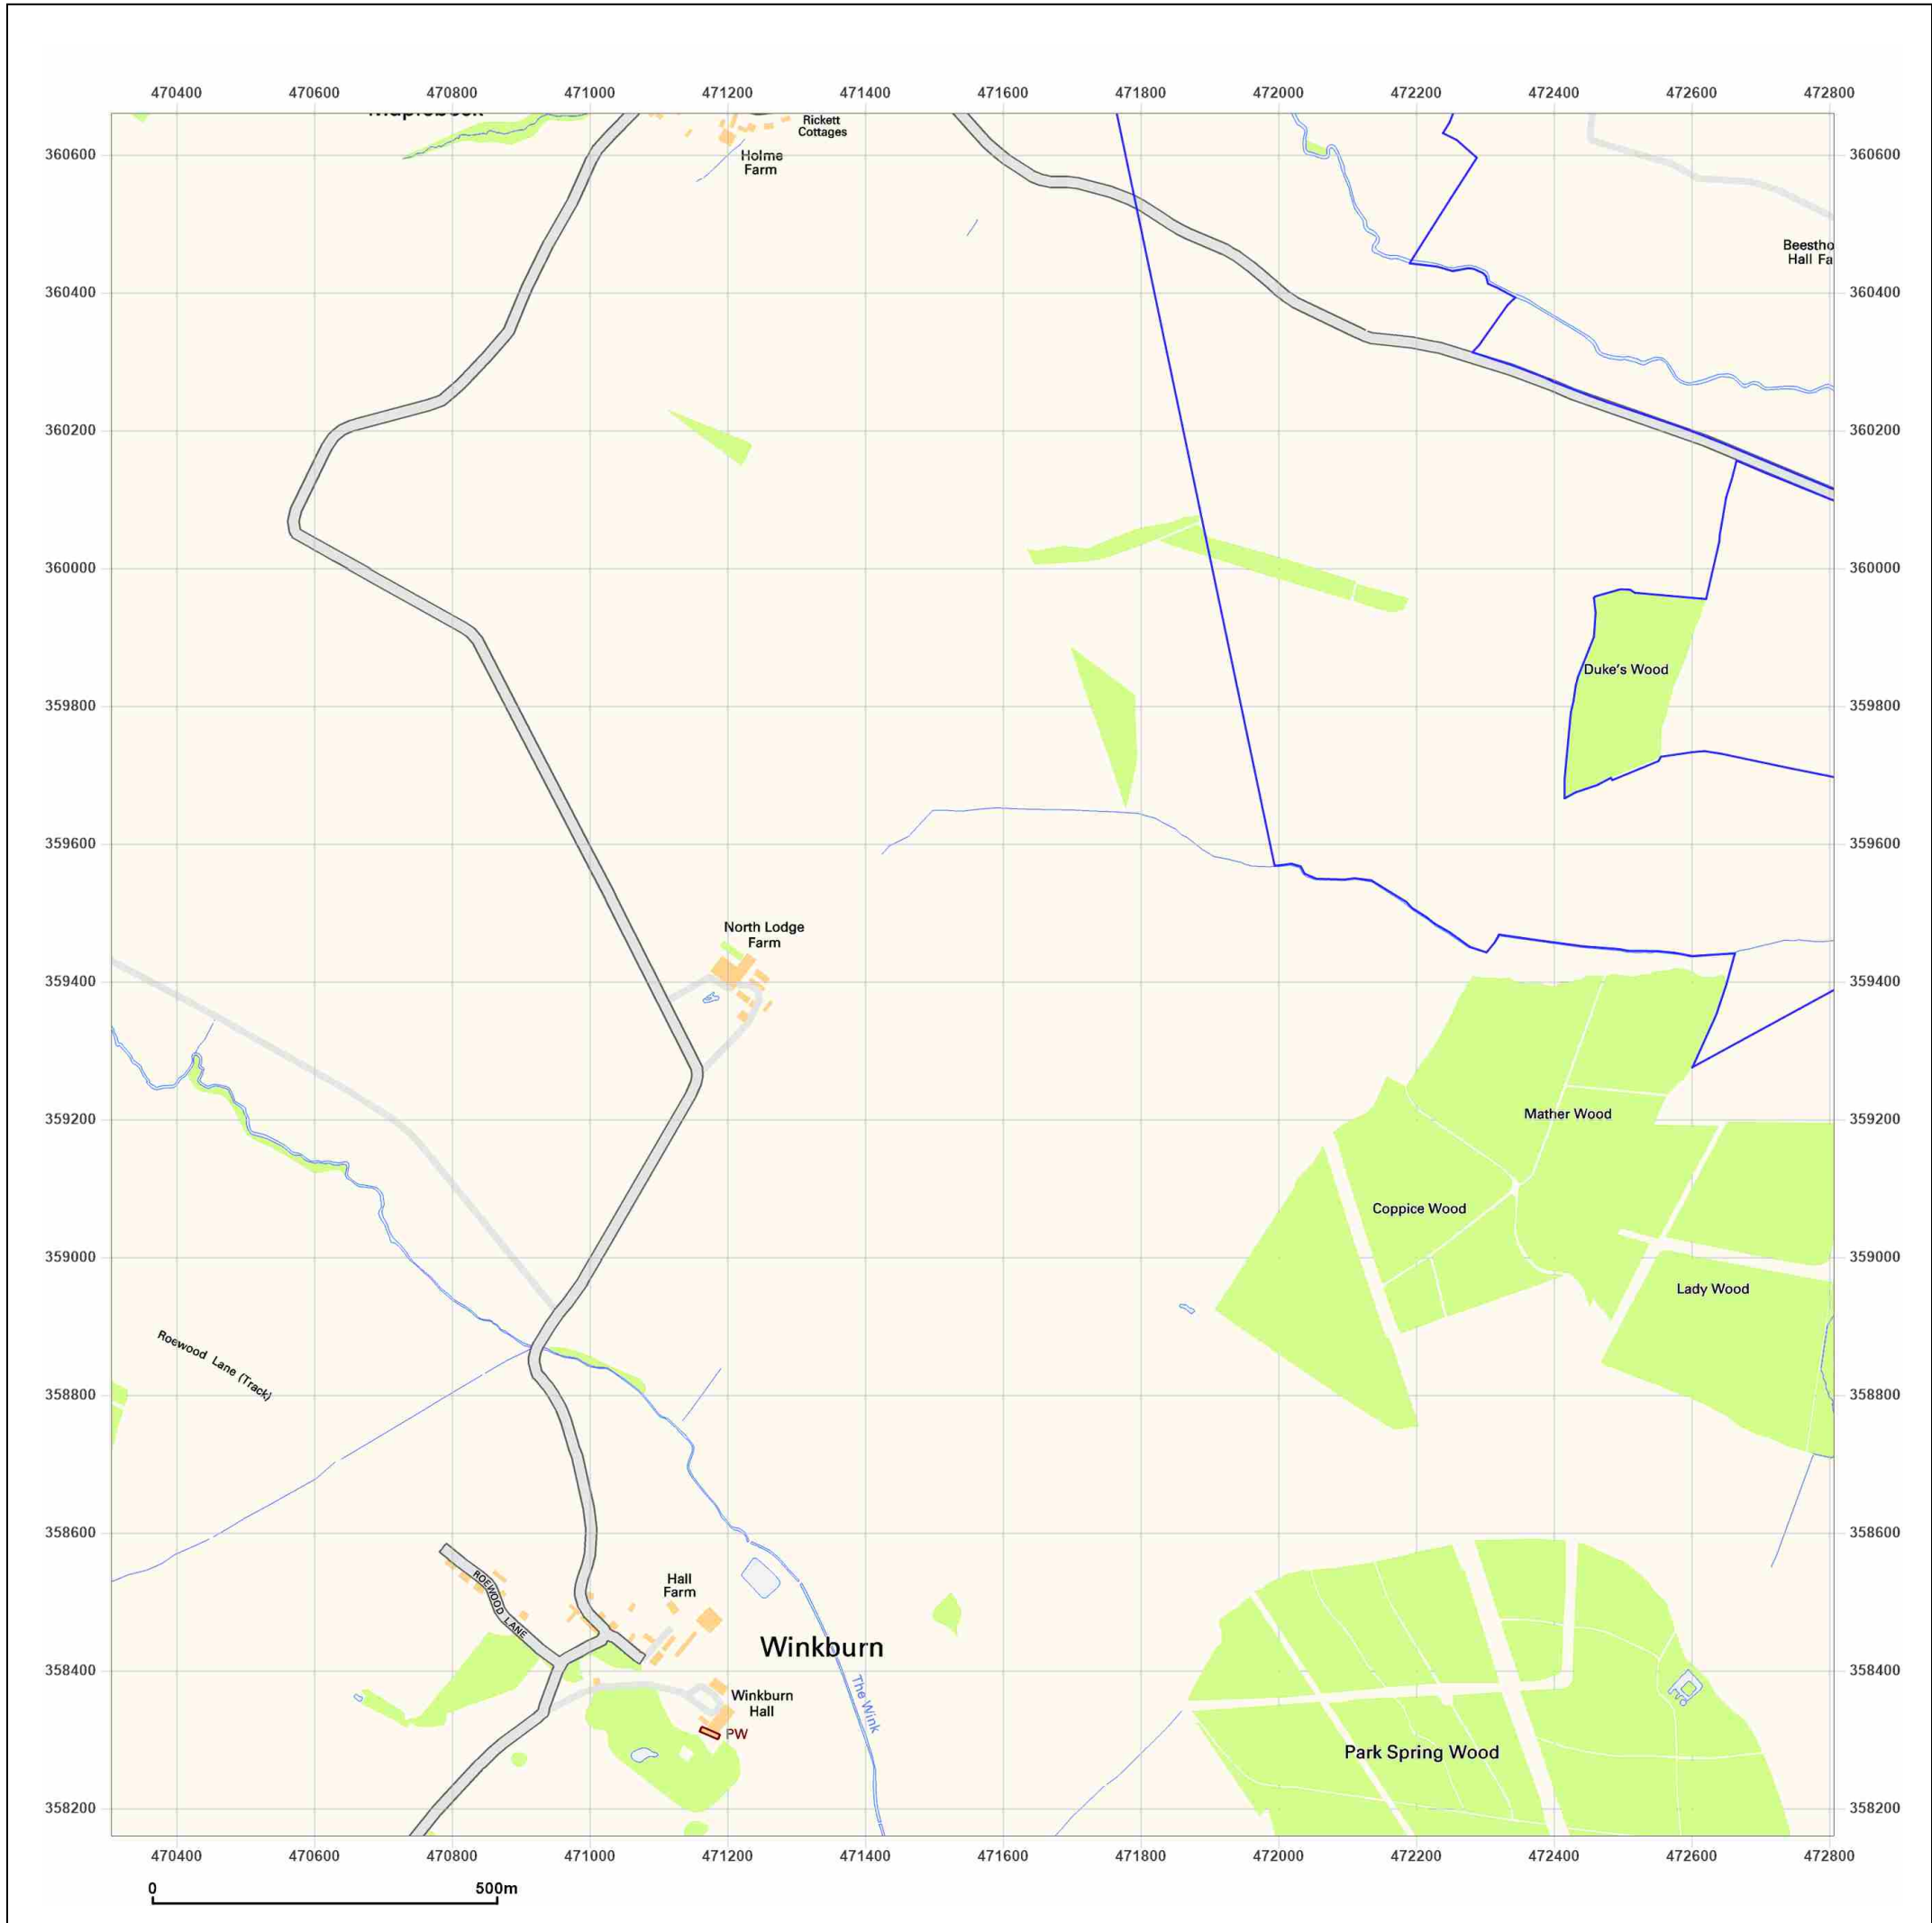 470400 470600 470800 471000 471200 471400 471600 471800 472000 472200 472400 472600 472800
Rickett
Cottages
360600
Holme
Farm
360600
Beestho
Hall Fa
360400
360400
360200
360200
360000
360000
Duke's Wood
359800
359800
359600
359600
North Lodge
Farm
359400
359400
359200
Mather Wood
359200
Coppice Wood
359000
359000
Lady Wood
Roewood Lane (Track)
358800
358800
358600
358600
Hall
Farm
ROEWOOD LANE
Winkburn
358400
358400
Winkburn
Hall
The Wink
PW
Park Spring Wood
358200
358200
470400 470600 470800 471000 471200 471400 471600 471800 472000 472200 472400 472600 472800
0 500m